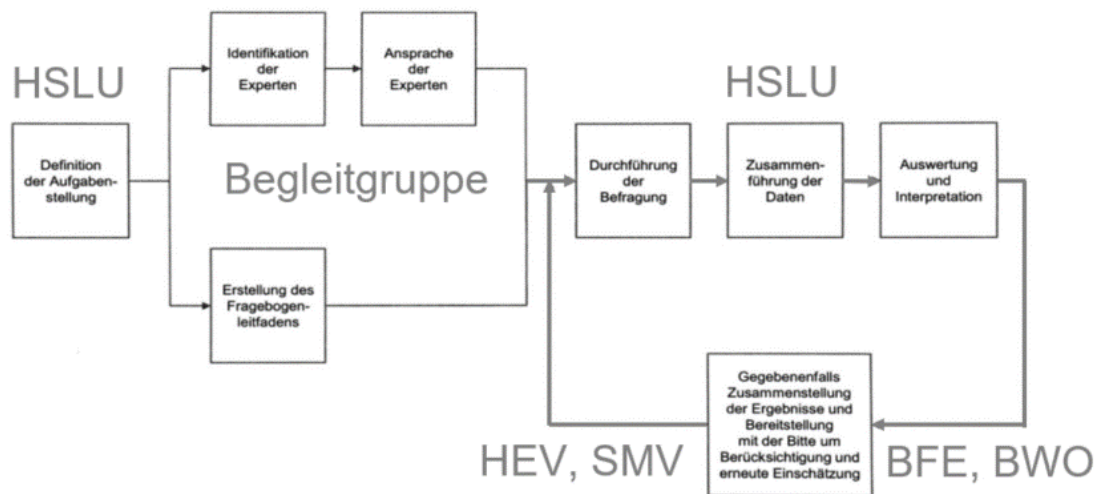 HSLU
Definition
der Aufgaben-
stellung
Identifikation
der
Experten
Ansprache
der
Experten
Begleitgruppe
Erstellung des
Fragebogen-
leitfadens
HSLU
Durchführung
der
Befragung
Zusammen-
führung der
Daten
Auswertung
und
Interpretation
Gegebenenfalls
Zusammenstellung
der Ergebnisse und
Bereitstellung
mit der Bitte um
Berücksichtigung und
erneute Einschätzung
HEV, SMV
BFE, BWO